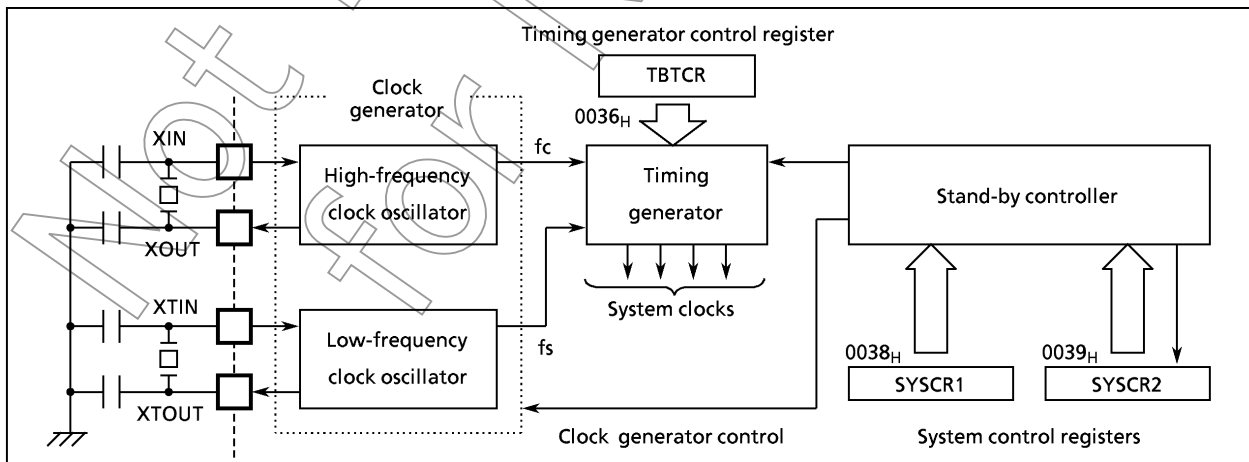 Timing generator control register
TBTCR
0036H
Clock
generator
XIN
XOUT
XTIN
XTOUT
High-frequency
clock oscillator
fc
Low-frequency
clock oscillator
fs
Timing
generator
System clocks
Stand-by controller
0038H
SYSCR1
0039H
SYSCR2
Clock generator control
System control registers
Not
for